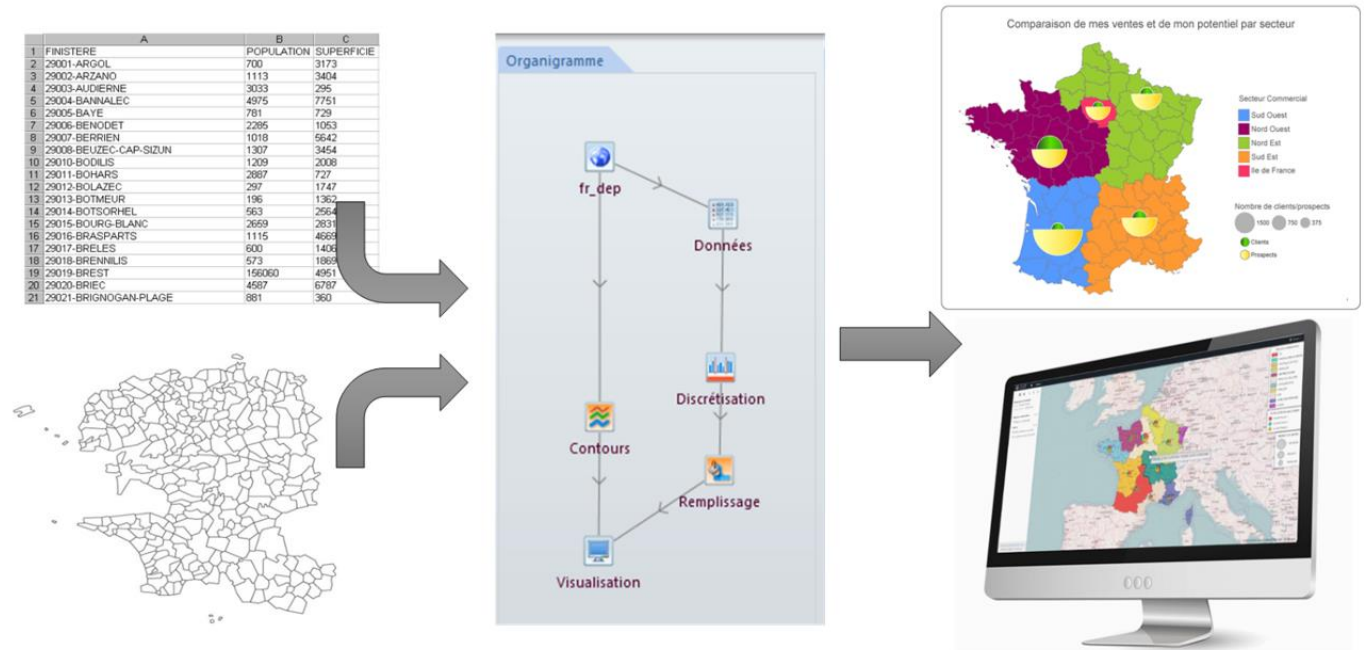 A B C
1 FINISTERE POPULATION SUPERFICIE
2 29001-ARGOL 700 3173
3 29002-ARZANO 1113 3404
4 29003-AUDIERNE 3033 295
5 29004-BANNALEC 4975 7751
6 29005-BAYE 781 729
7 29006-BENODET 2285 1053
8 29007-BERRIEN 1018 5642
9 29008-BEUZEC-CAP-SIZUN 1307 3454
10 29010-BODILIS 1209 2008
11 29011-BOHARS 2887 727
12 29012-BOLAZEC 297 1747
13 29013-BOTMEUR 196 1362
14 29014-BOTSORHEL 563 2564
15 29015-BOURG-BLANC 2659 2831
16 29016-BRASPARTS 1115 4669
17 29017-BRELES 600 1406
18 29018-BRENNILIS 573 1869
19 29019-BREST 156060 4951
20 29020-BRIEC 4587 6787
21 29021-BRIGNOGAN-PLAGE 881 360
Organigramme
fr_dep
Données
Discrétisation
Contours
Remplissage
Visualisation
Comparaison de mes ventes et de mon potentiel par secteur
Secteur Commercial
Sud Ouest
Nord Ouest
Nord Est
Sud Est
Ile de France
Nombre de clients/prospects
1500 750 375
Clients
Prospects